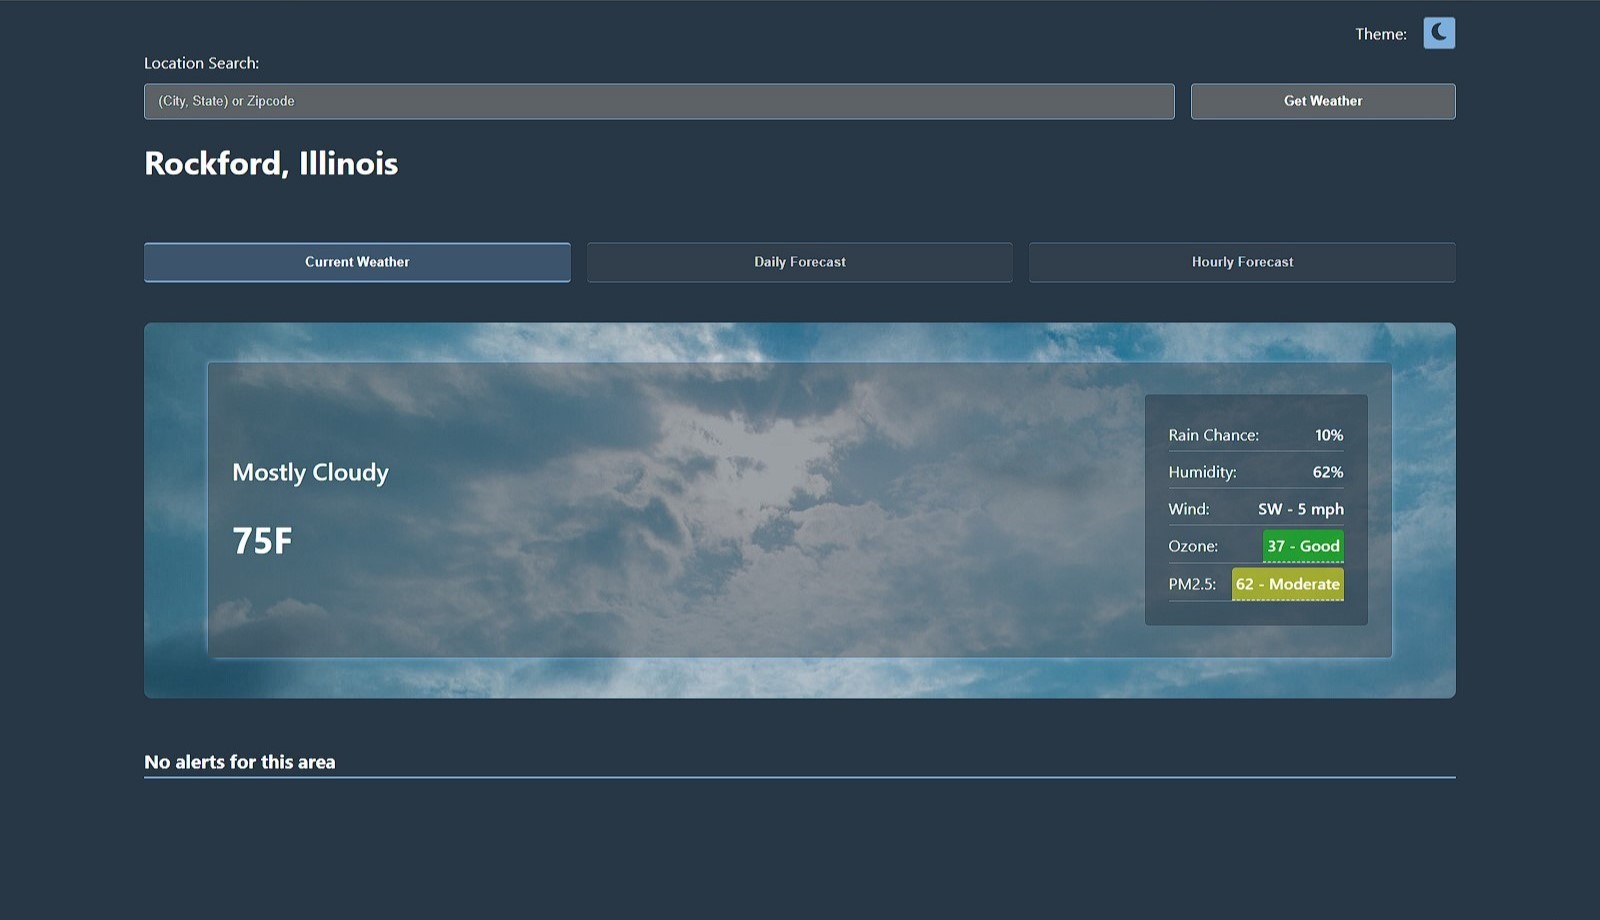 Theme:
Location Search:
(City, State) or Zipcode
Get Weather
Rockford, Illinois
Current Weather
Daily Forecast
Hourly Forecast
Mostly Cloudy
75F
Rain Chance: 10%
Humidity: 62%
Wind: SW - 5 mph
Ozone: 37 - Good
PM2.5: 62 - Moderate
No alerts for this area